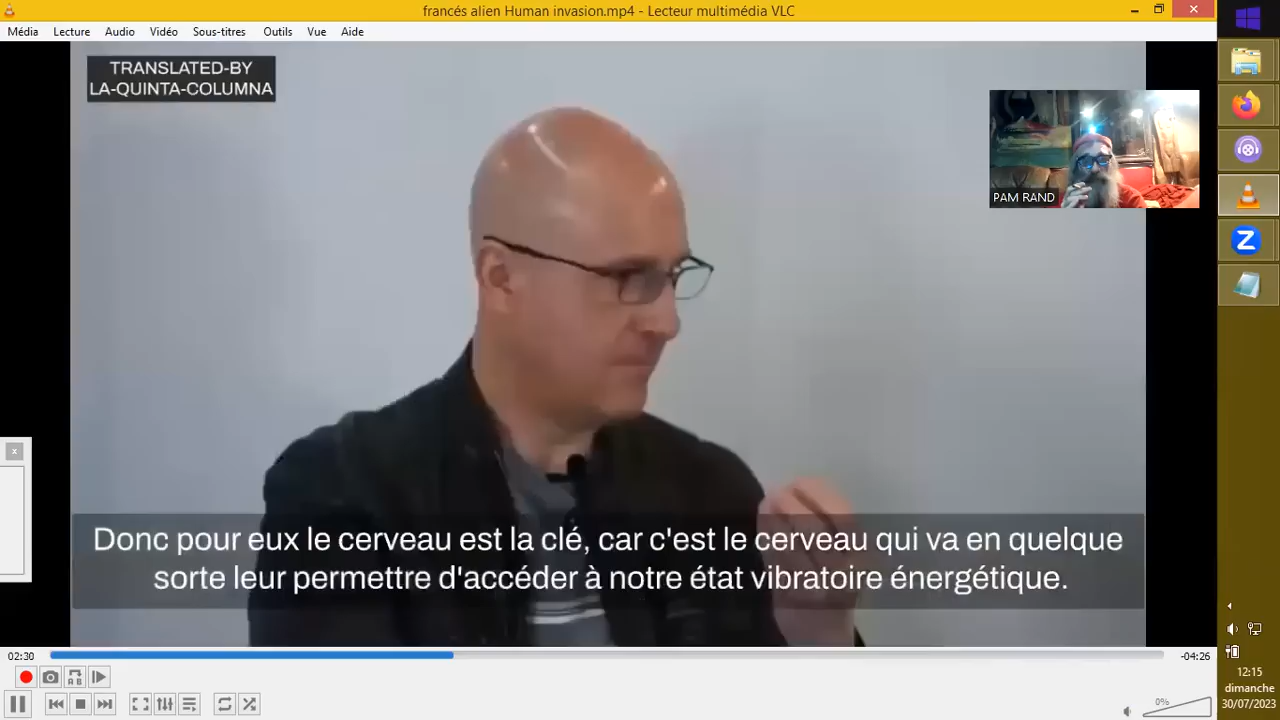 francés alien Human invasion.mp4 - Lecteur multimédia VLC
Média Lecture Audio Vidéo Sous-titres Outils Vue Aide
TRANSLATED-BY
LA-QUINTA-COLUMNA
PAM RAND
Donc pour eux le cerveau est la clé, car c'est le cerveau qui va en quelque
sorte leur permettre d'accéder à notre état vibratoire énergétique.
02:30
-04:26
0%
12:15
dimanche
30/07/2023